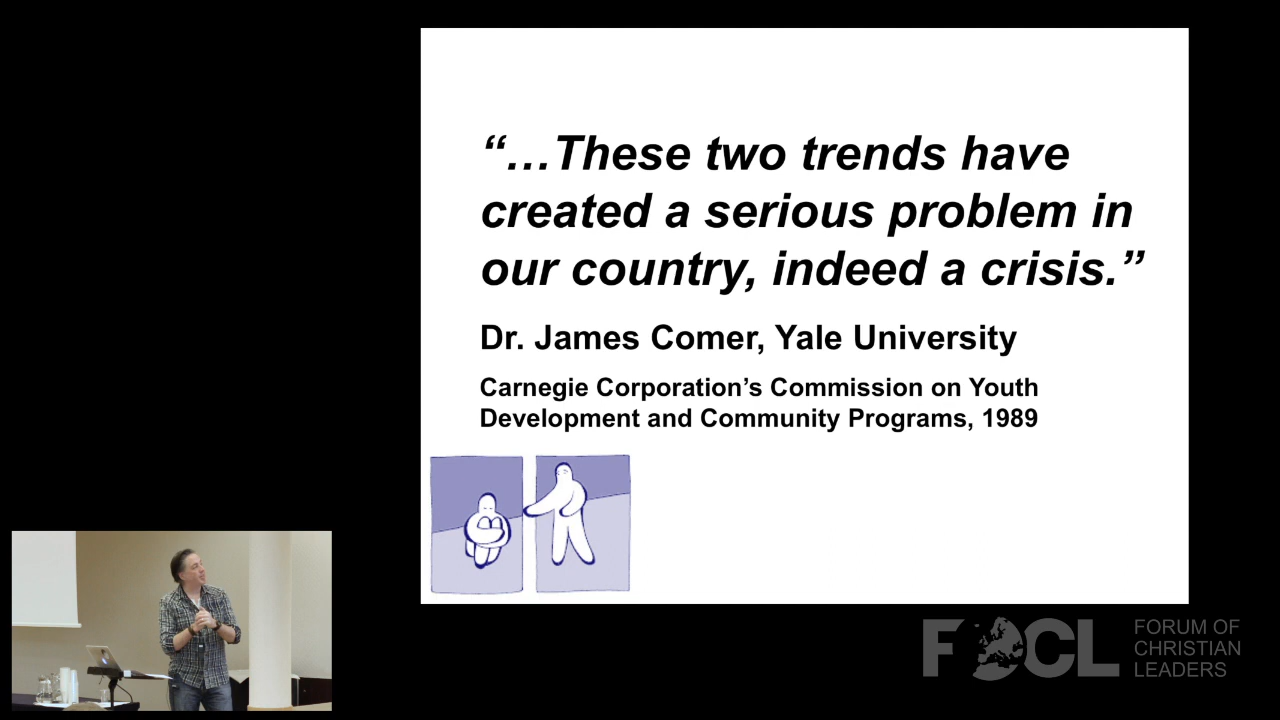 “…These two trends have
created a serious problem in
our country, indeed a crisis.”
Dr. James Comer, Yale University
Carnegie Corporation’s Commission on Youth
Development and Community Programs, 1989
FOCL
FORUM OF
CHRISTIAN
LEADERS